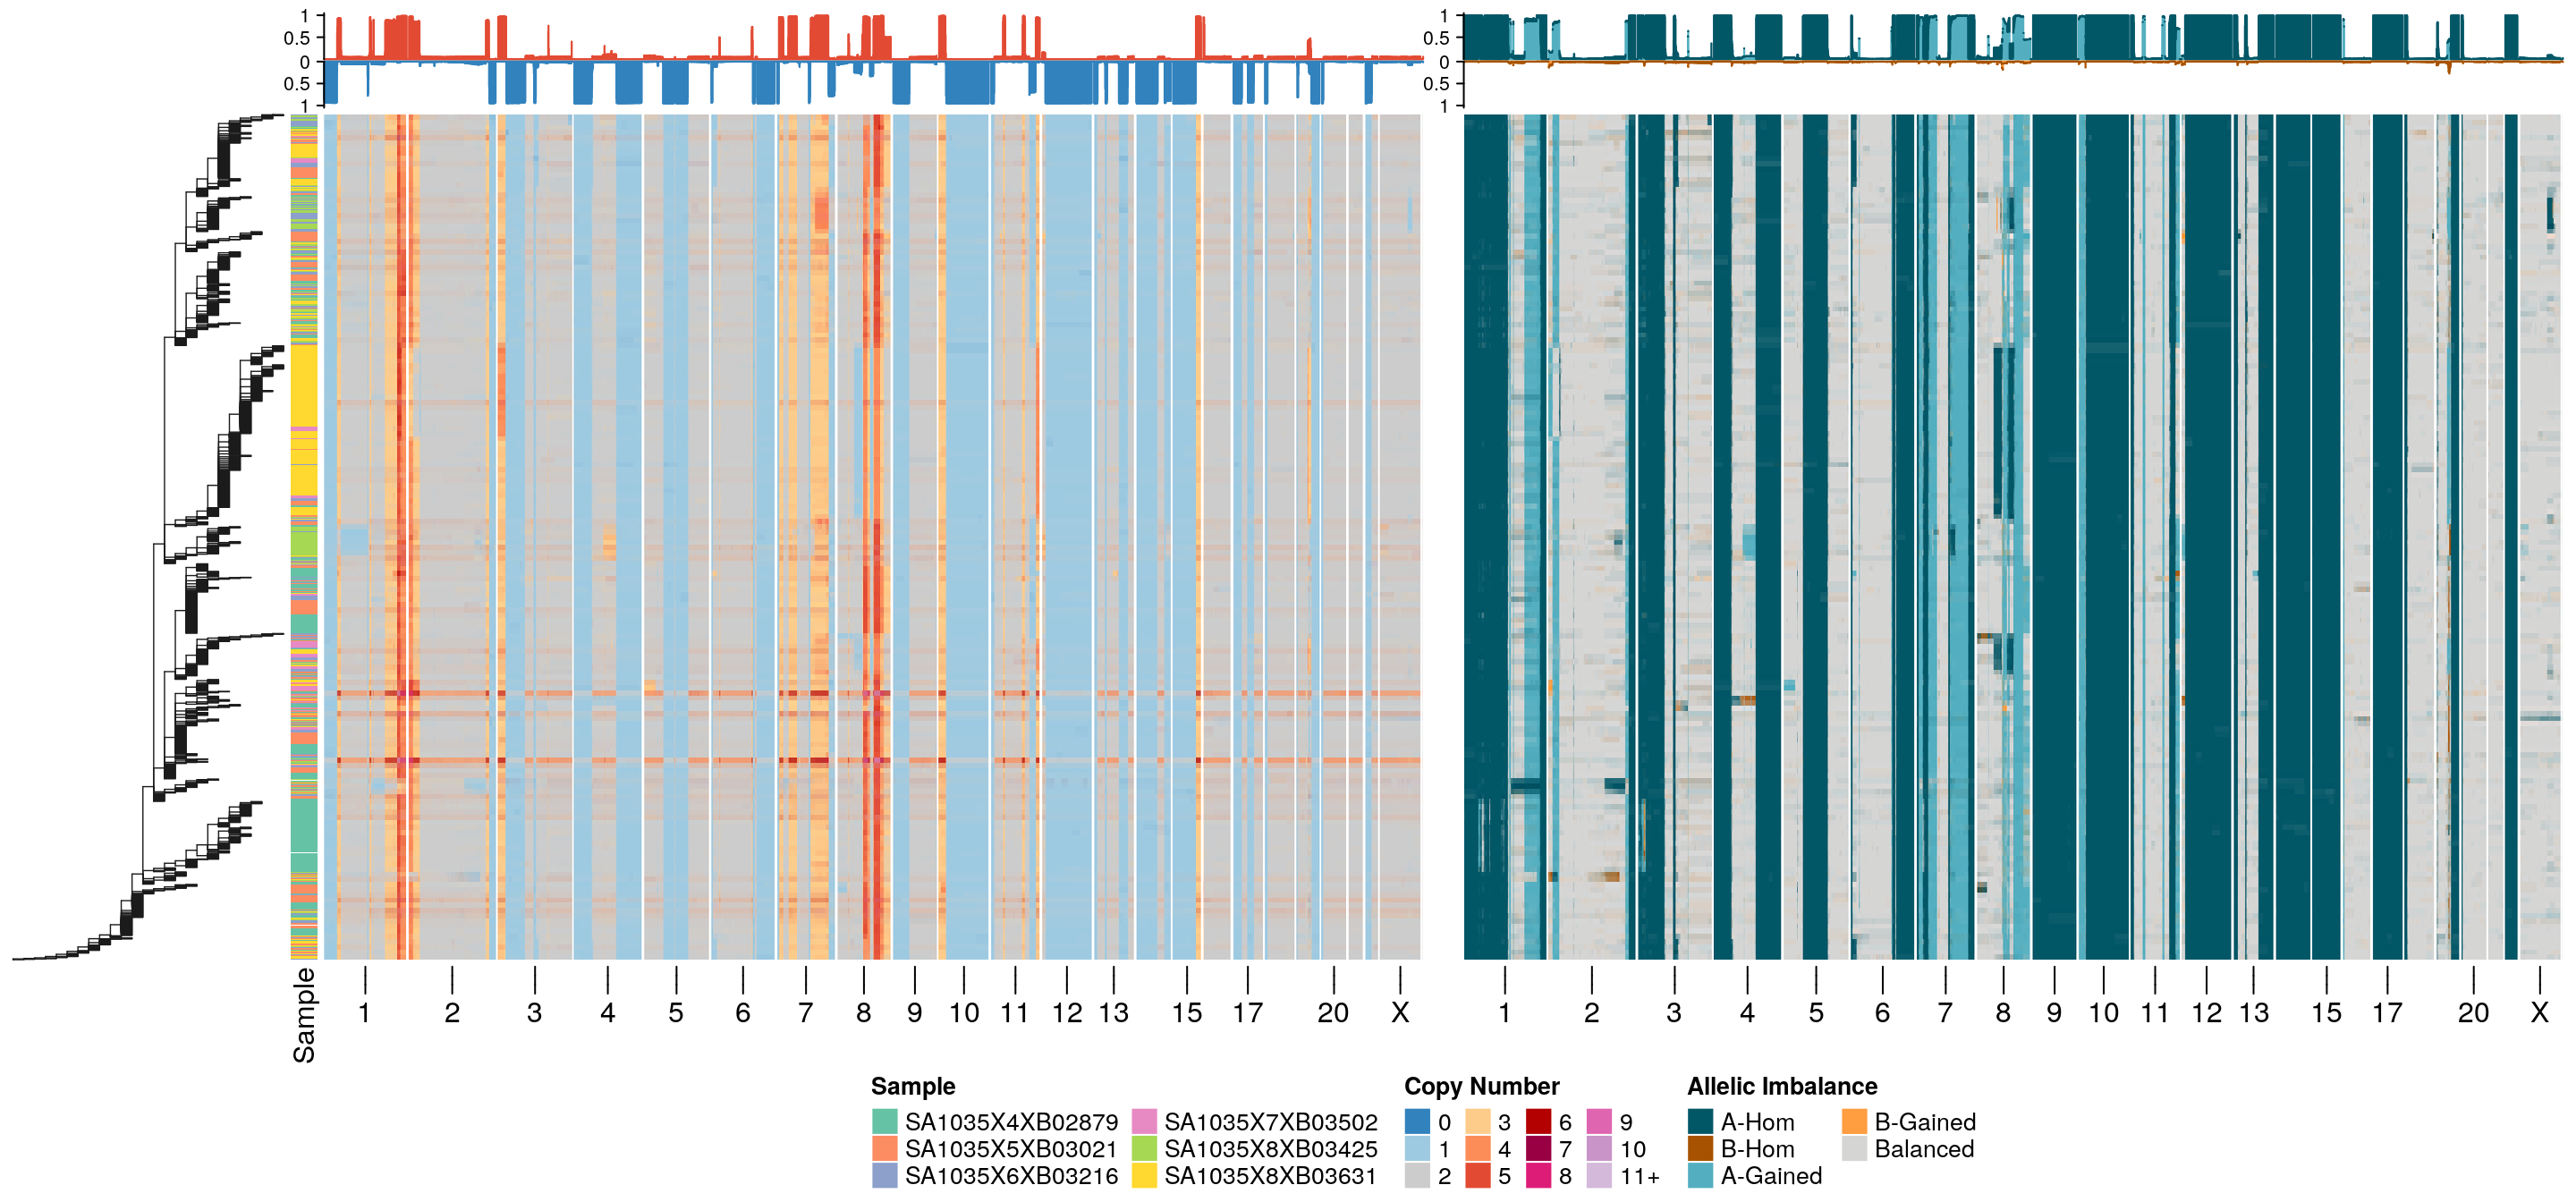 1
0.5
0
0.5
1
1
0.5
0
0.5
1
Sample
1 2 3 4 5 6 7 8 9 10 11 12 13 15 17 20 X
1 2 3 4 5 6 7 8 9 10 11 12 13 15 17 20 X
Sample
SA1035X4XB02879
SA1035X5XB03021
SA1035X6XB03216
SA1035X7XB03502
SA1035X8XB03425
SA1035X8XB03631
Copy Number
0
1
2
3
4
5
6
7
8
9
10
11+
Allelic Imbalance
A-Hom
B-Hom
A-Gained
B-Gained
Balanced